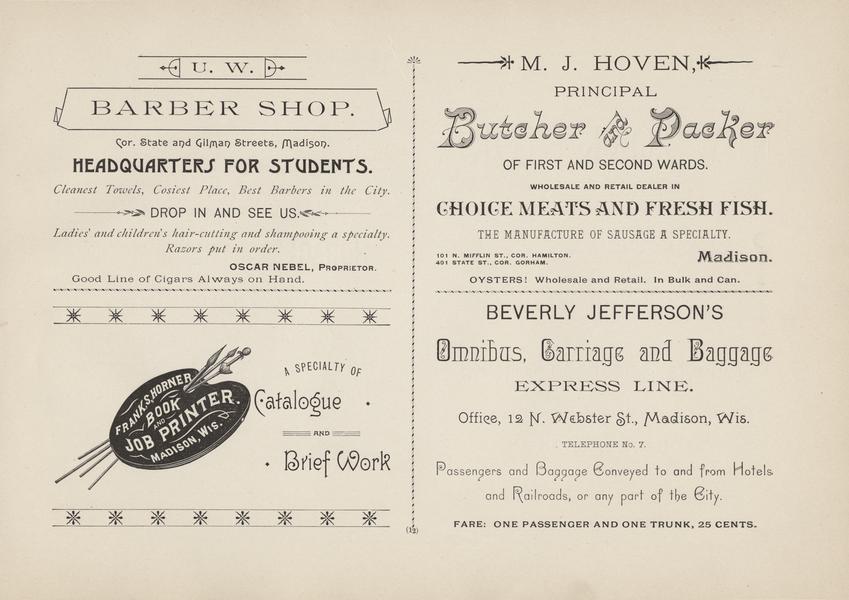 U. W.
BARBER SHOP.
Cor. State and Gilman Streets, Madison.
HEADQUARTERS FOR STUDENTS.
Cleanest Towels, Cosiest Place, Best Barbers in the City.
DROP IN AND SEE US.
Ladies' and children's hair-cutting and shampooing a specialty.
Razors put in order.
OSCAR NEBEL, PROPRIETOR.
Good Line of Cigars Always on Hand.
FRANK S. HORNER
BOOK
AND
JOB PRINTER.
MADISON, WIS.
A SPECIALTY OF
Catalogue
AND
Brief Work
(12)
M. J. HOVEN,
PRINCIPAL
Butcher and Packer
OF FIRST AND SECOND WARDS.
WHOLESALE AND RETAIL DEALER IN
CHOICE MEATS AND FRESH FISH.
THE MANUFACTURE OF SAUSAGE A SPECIALTY.
101 N. MIFFLIN ST., COR. HAMILTON.
401 STATE ST., COR. GORHAM.
Madison.
OYSTERS! Wholesale and Retail. In Bulk and Can.
BEVERLY JEFFERSON'S
Omnibus, Carriage and Baggage
EXPRESS LINE.
Office, 12 N. Webster St., Madison, Wis.
TELEPHONE No. 7.
Passengers and Baggage Conveyed to and from Hotels
and Railroads, or any part of the City.
FARE: ONE PASSENGER AND ONE TRUNK, 25 CENTS.